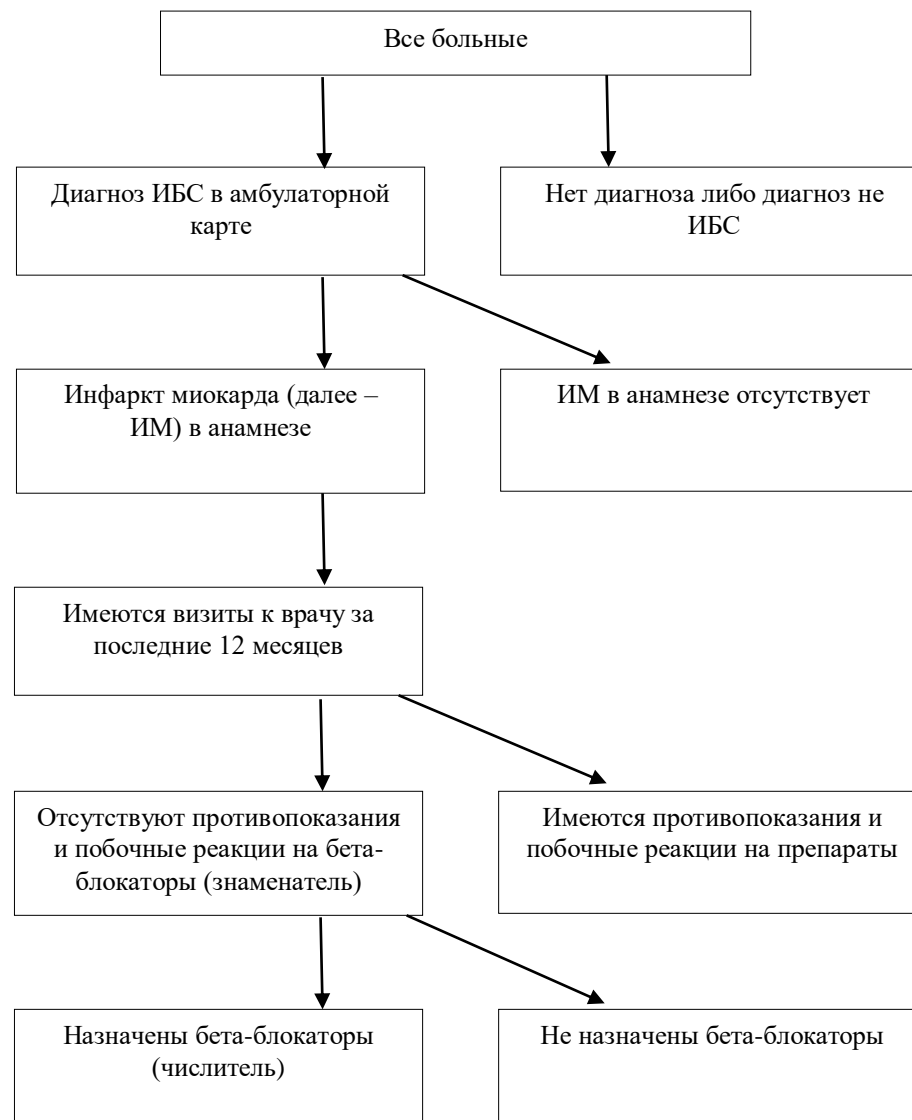 Все больные
Диагноз ИБС в амбулаторной
карте
Нет диагноза либо диагноз не
ИБС
Инфаркт миокарда (далее –
ИМ) в анамнезе
ИМ в анамнезе отсутствует
Имеются визиты к врачу за
последние 12 месяцев
Отсутствуют противопоказания
и побочные реакции на бета-
блокаторы (знаменатель)
Имеются противопоказания и
побочные реакции на препараты
Назначены бета-блокаторы
(числитель)
Не назначены бета-блокаторы